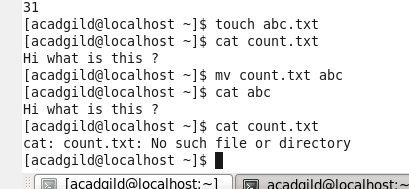 31
[acadgild@localhost ~]$ touch abc.txt
[acadgild@localhost ~]$ cat count.txt
Hi what is this ?
[acadgild@localhost ~]$ mv count.txt abc
[acadgild@localhost ~]$ cat abc
Hi what is this ?
[acadgild@localhost ~]$ cat count.txt
cat: count.txt: No such file or directory
[acadgild@localhost ~]$
[acadgild@localhost:~] acadgild@localhost:~